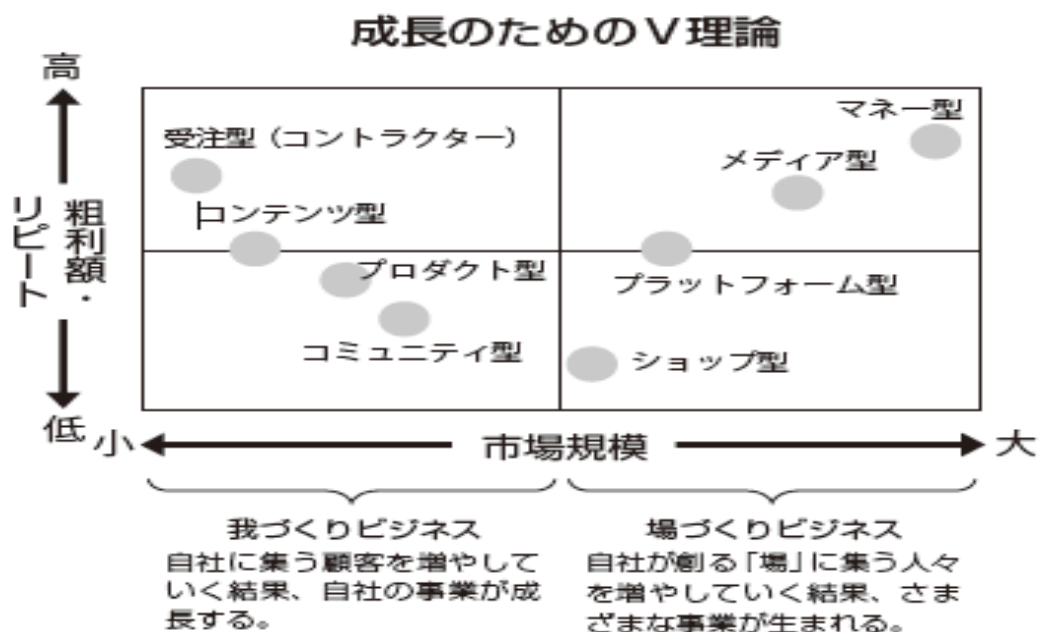 成長のためのV理論
高
粗利額・
リピート
低
受注型（コントラクター）
コンテンツ型
プロダクト型
コミュニティ型
マネー型
メディア型
プラットフォーム型
ショップ型
小
市場規模
大
我づくりビジネス
自社に集う顧客を増やして
いく結果、自社の事業が成
長する。
場づくりビジネス
自社が創る「場」に集う人々
を増やしていく結果、さま
ざまな事業が生まれる。